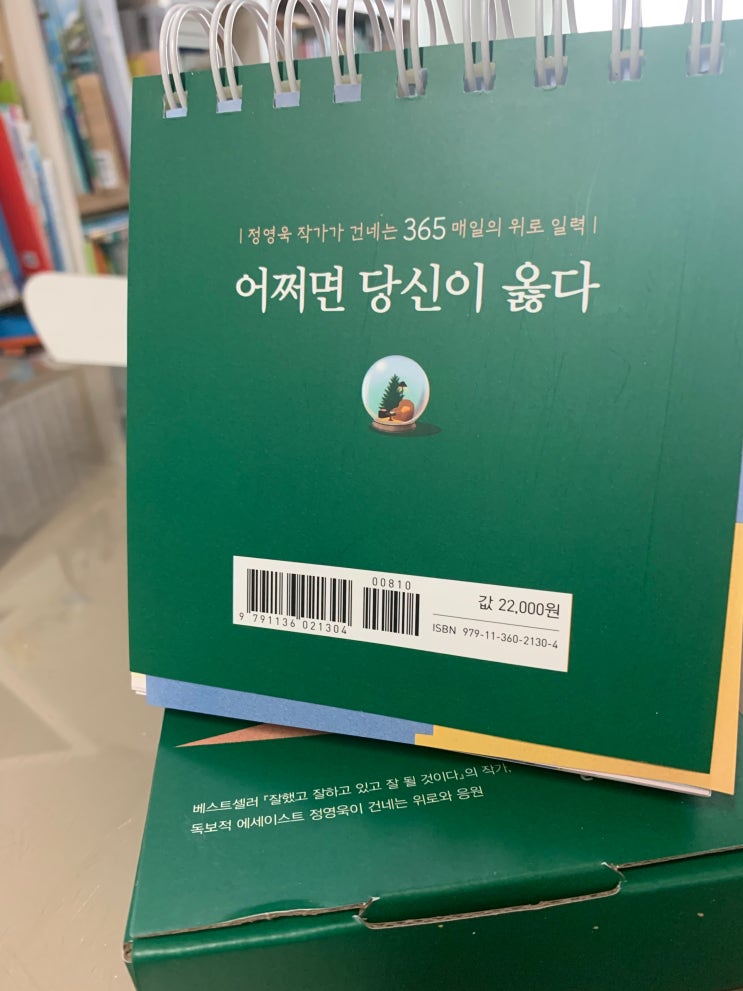 | 정영욱 작가가 건네는 365 매일의 위로 일력 |
어쩌면 당신이 옳다
00810
9 791136 021304
값 22,000원
ISBN 979-11-360-2130-4
베스트셀러 『잘했고 잘하고 있고 잘 될 것이다』의 작가.
독보적 에세이스트 정영욱이 건네는 위로와 응원